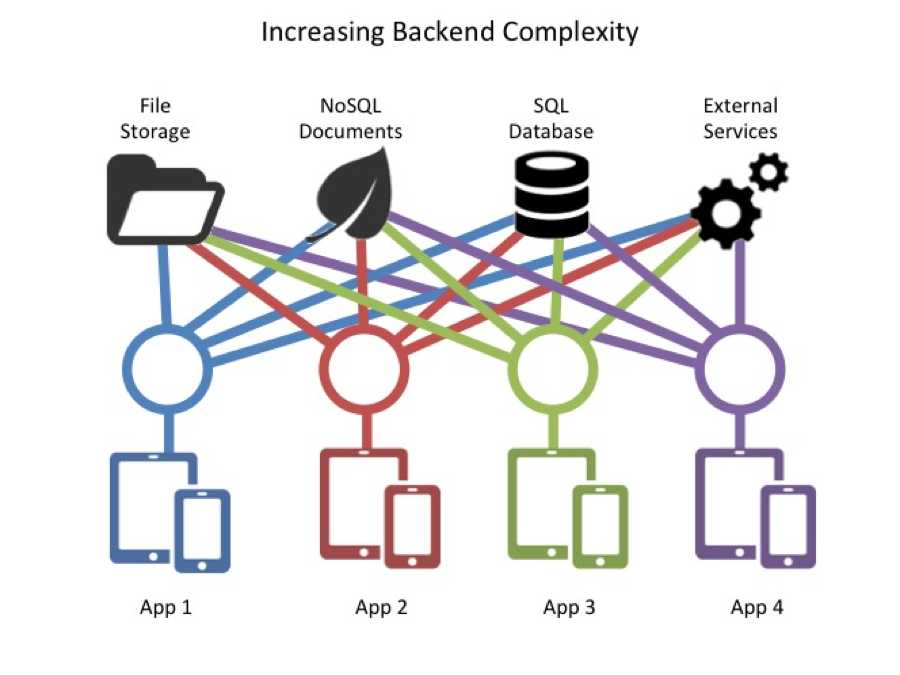 Increasing Backend Complexity
File
Storage
NoSQL
Documents
SQL
Database
External
Services
App 1
App 2
App 3
App 4